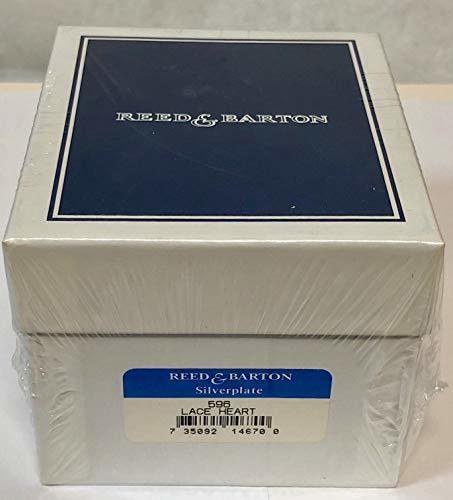 REED & BARTON
REED & BARTON
Silverplate
596
LACE HEART
7 35092 14670 0